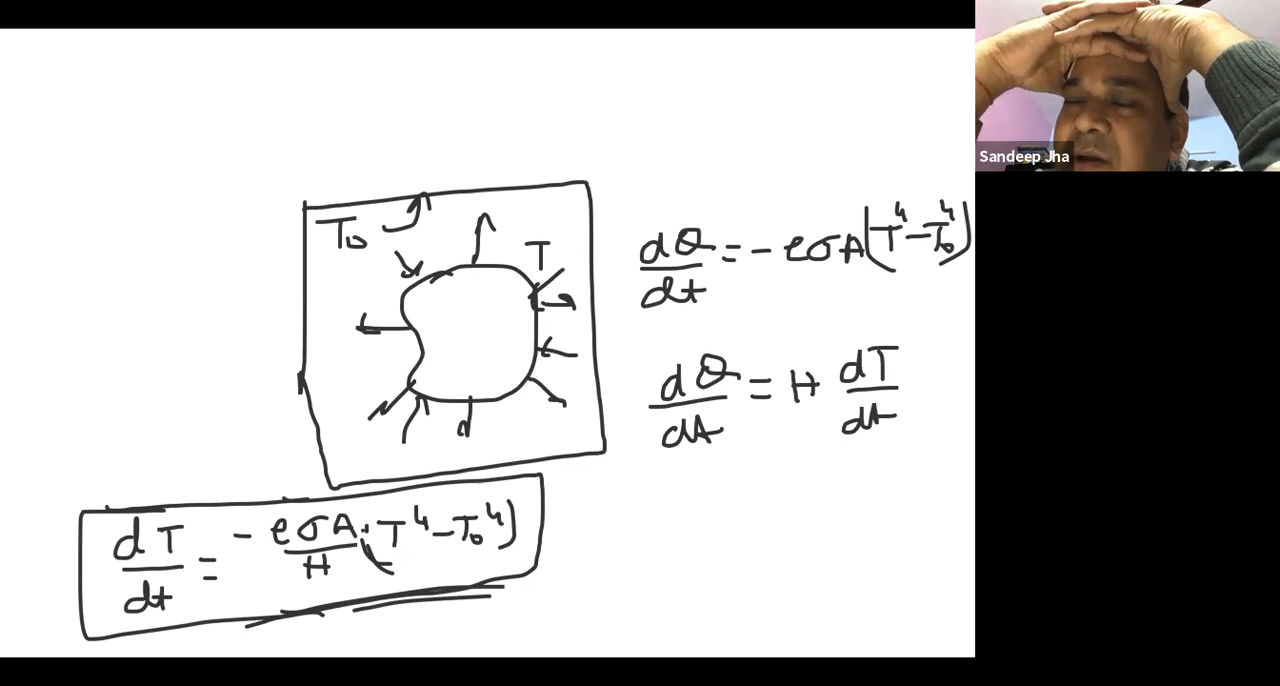 Sandeep Jha
T₀
T
dQ/dt = - eσA(T⁴ - T₀⁴)
dQ/dt = H dT/dt
dT/dt = - eσA/H (T⁴ - T₀⁴)